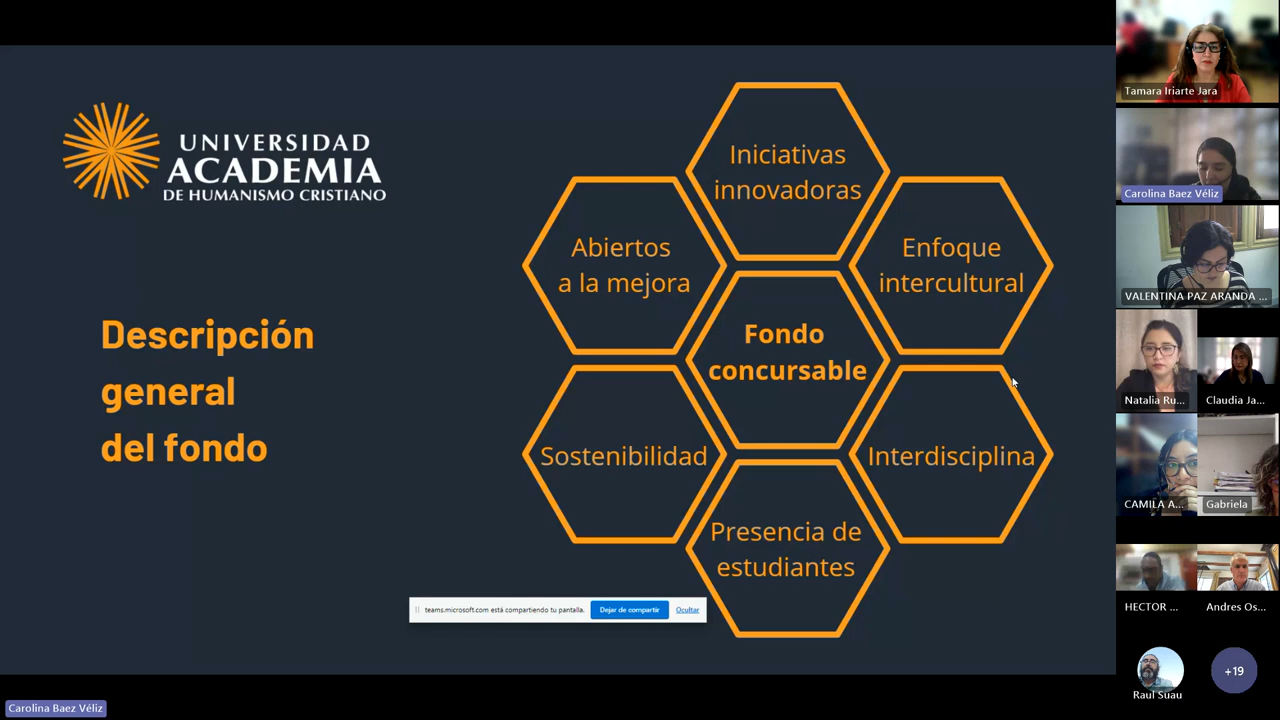 UNIVERSIDAD
ACADEMIA
DE HUMANISMO CRISTIANO
Descripción
general
del fondo
Iniciativas
innovadoras
Abiertos
a la mejora
Enfoque
intercultural
Fondo
concursable
Sostenibilidad
Interdisciplina
Presencia de
estudiantes
teams.microsoft.com está compartiendo tu pantalla.
Dejar de compartir
Ocultar
Carolina Baez Véliz
Tamara Iriarte Jara
Carolina Baez Véliz
VALENTINA PAZ ARANDA ...
Natalia Ru...
Claudia Ja...
CAMILA A...
Gabriela
HECTOR ...
Andres Os...
Raul Suau
+19